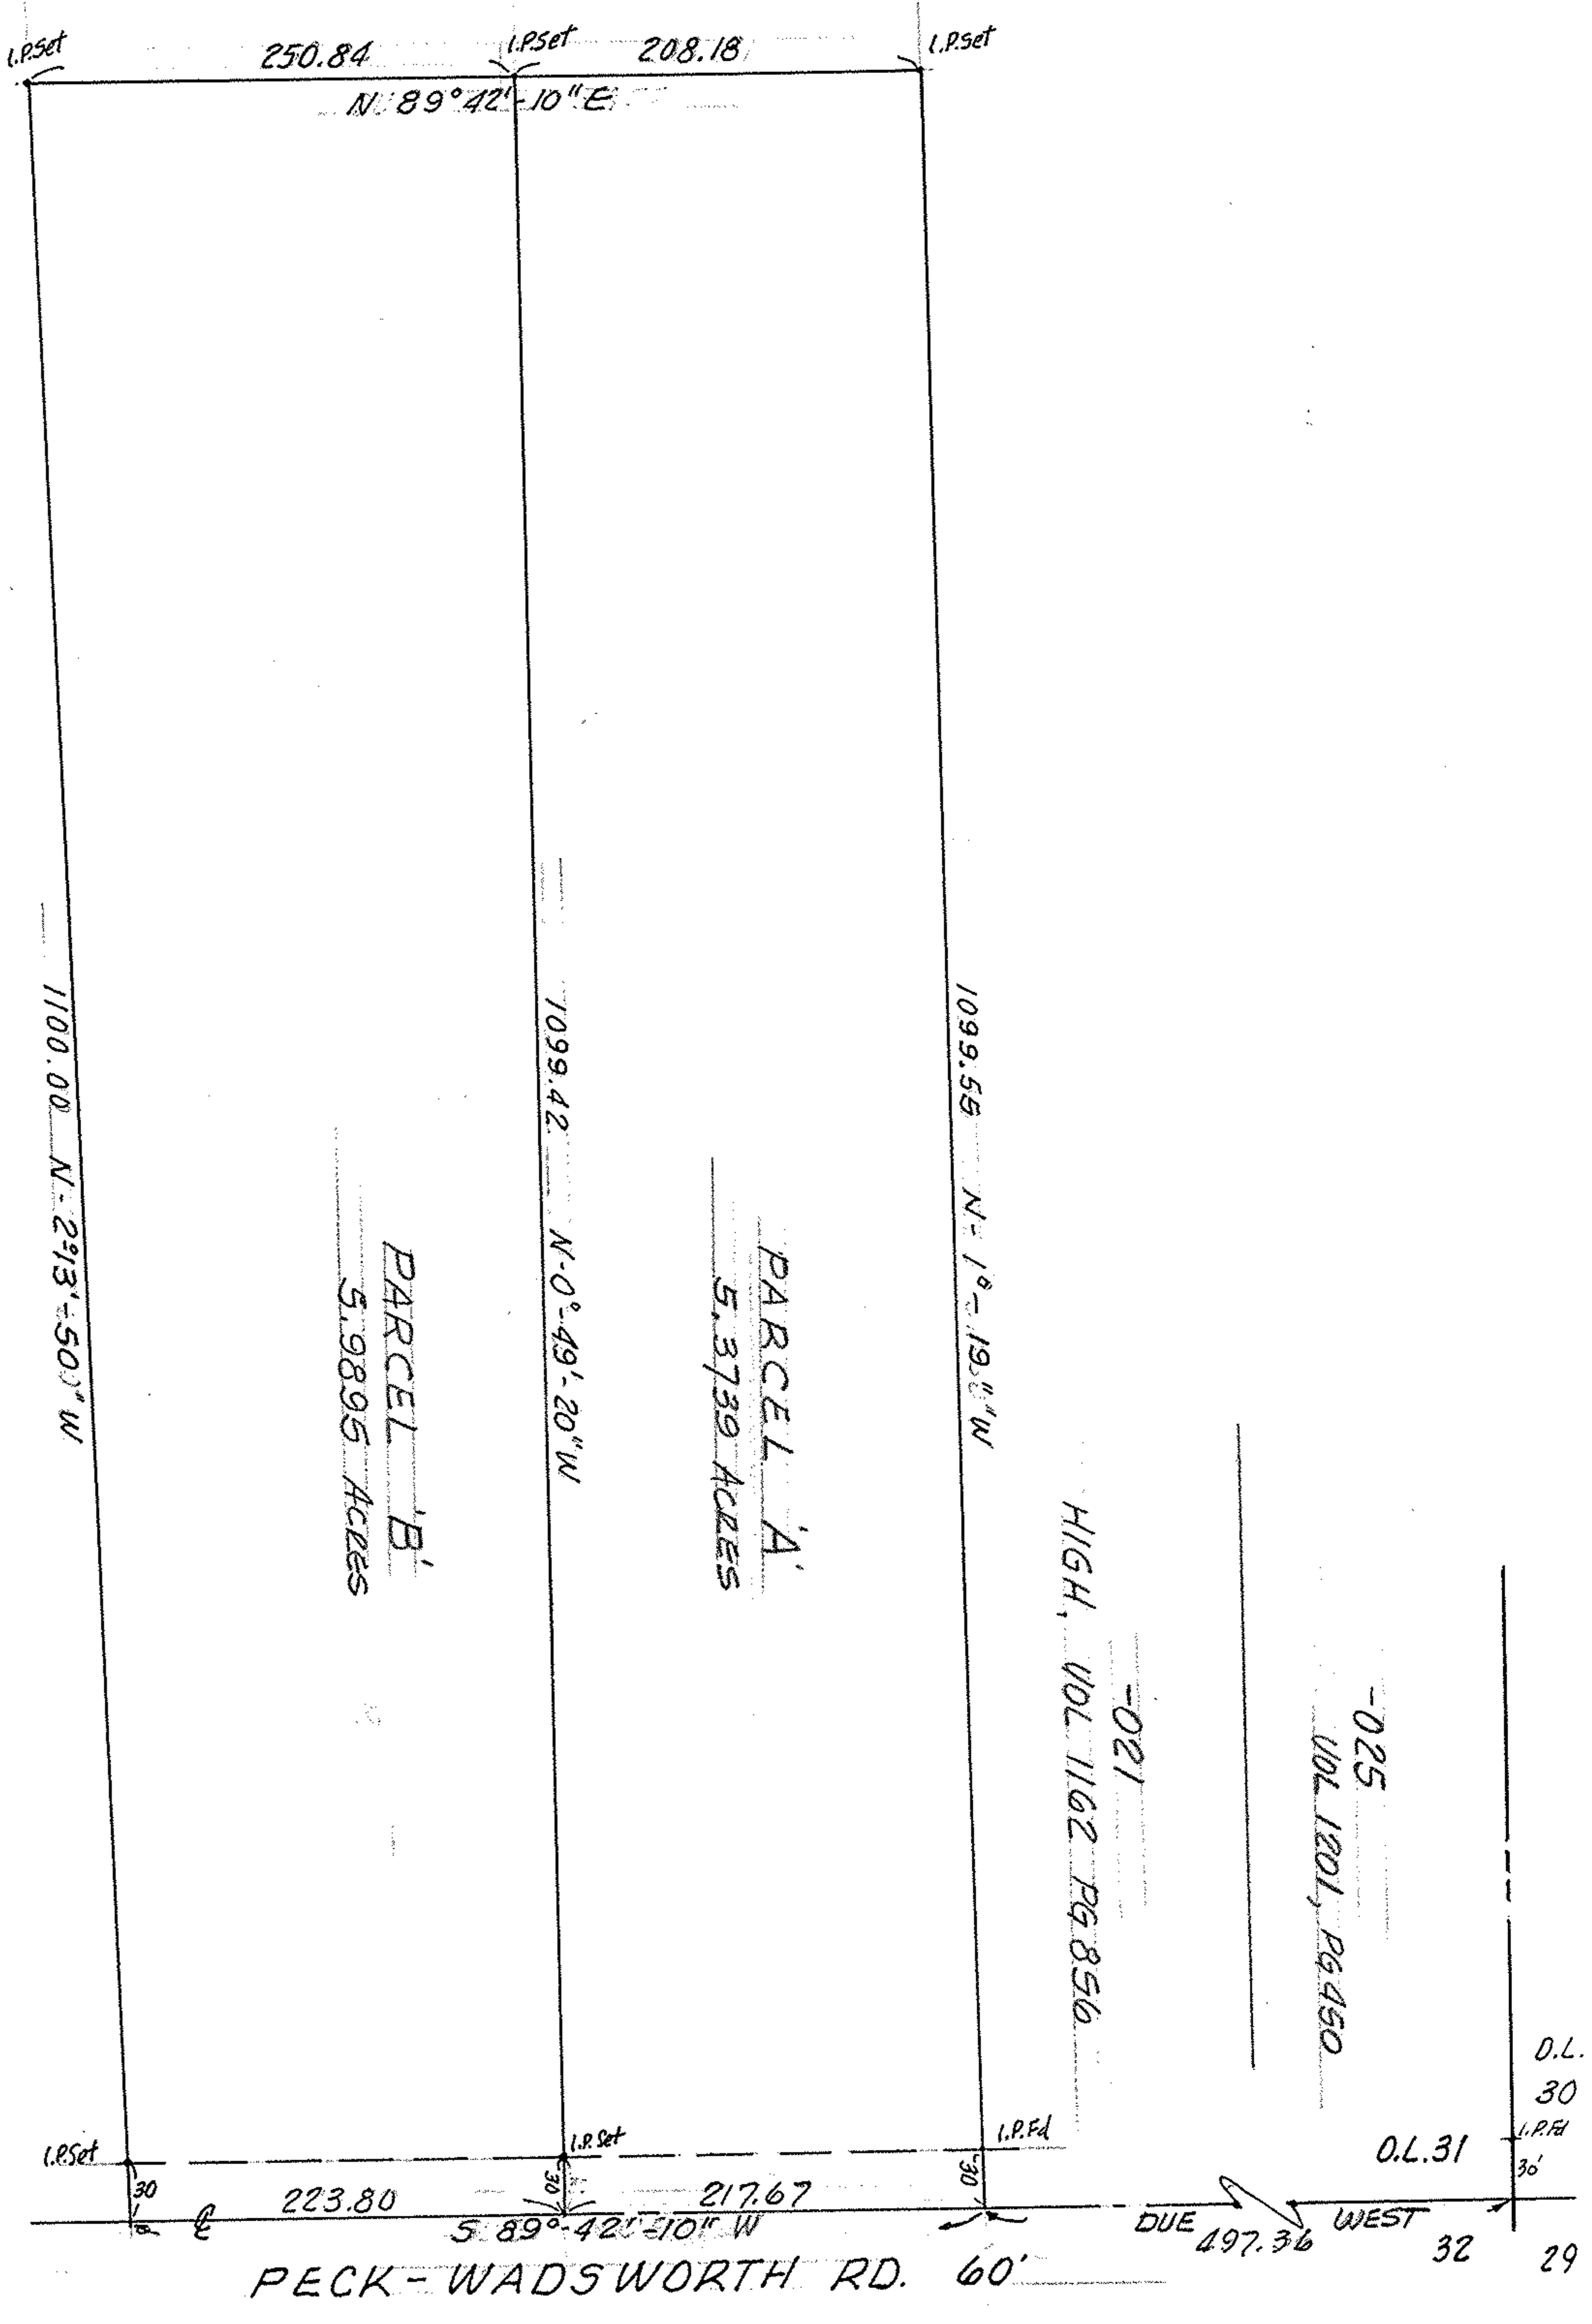 I.P.Set
250.84
I.P.Set
208.18
I.P.Set
N 89°42'-10"E
1100.00 N-2°13'-50"W
1099.42 N-0°-49'-20"W
1099.55 N-1°-19" W
PARCEL 'B'
5.9895 ACRES
PARCEL 'A'
5.3739 ACRES
-021
HIGH, VOL 1162 PG 856
-025
VOL 1201, PG 450
O.L.
30
I.P.Set
I.P.Set
I.P.Fd
O.L.31
I.P.Fd
30'
30'
223.80
30
217.67
30
S 89°-42'-10" W
DUE 497.36 WEST
32
29
PECK-WADSWORTH RD. 60'